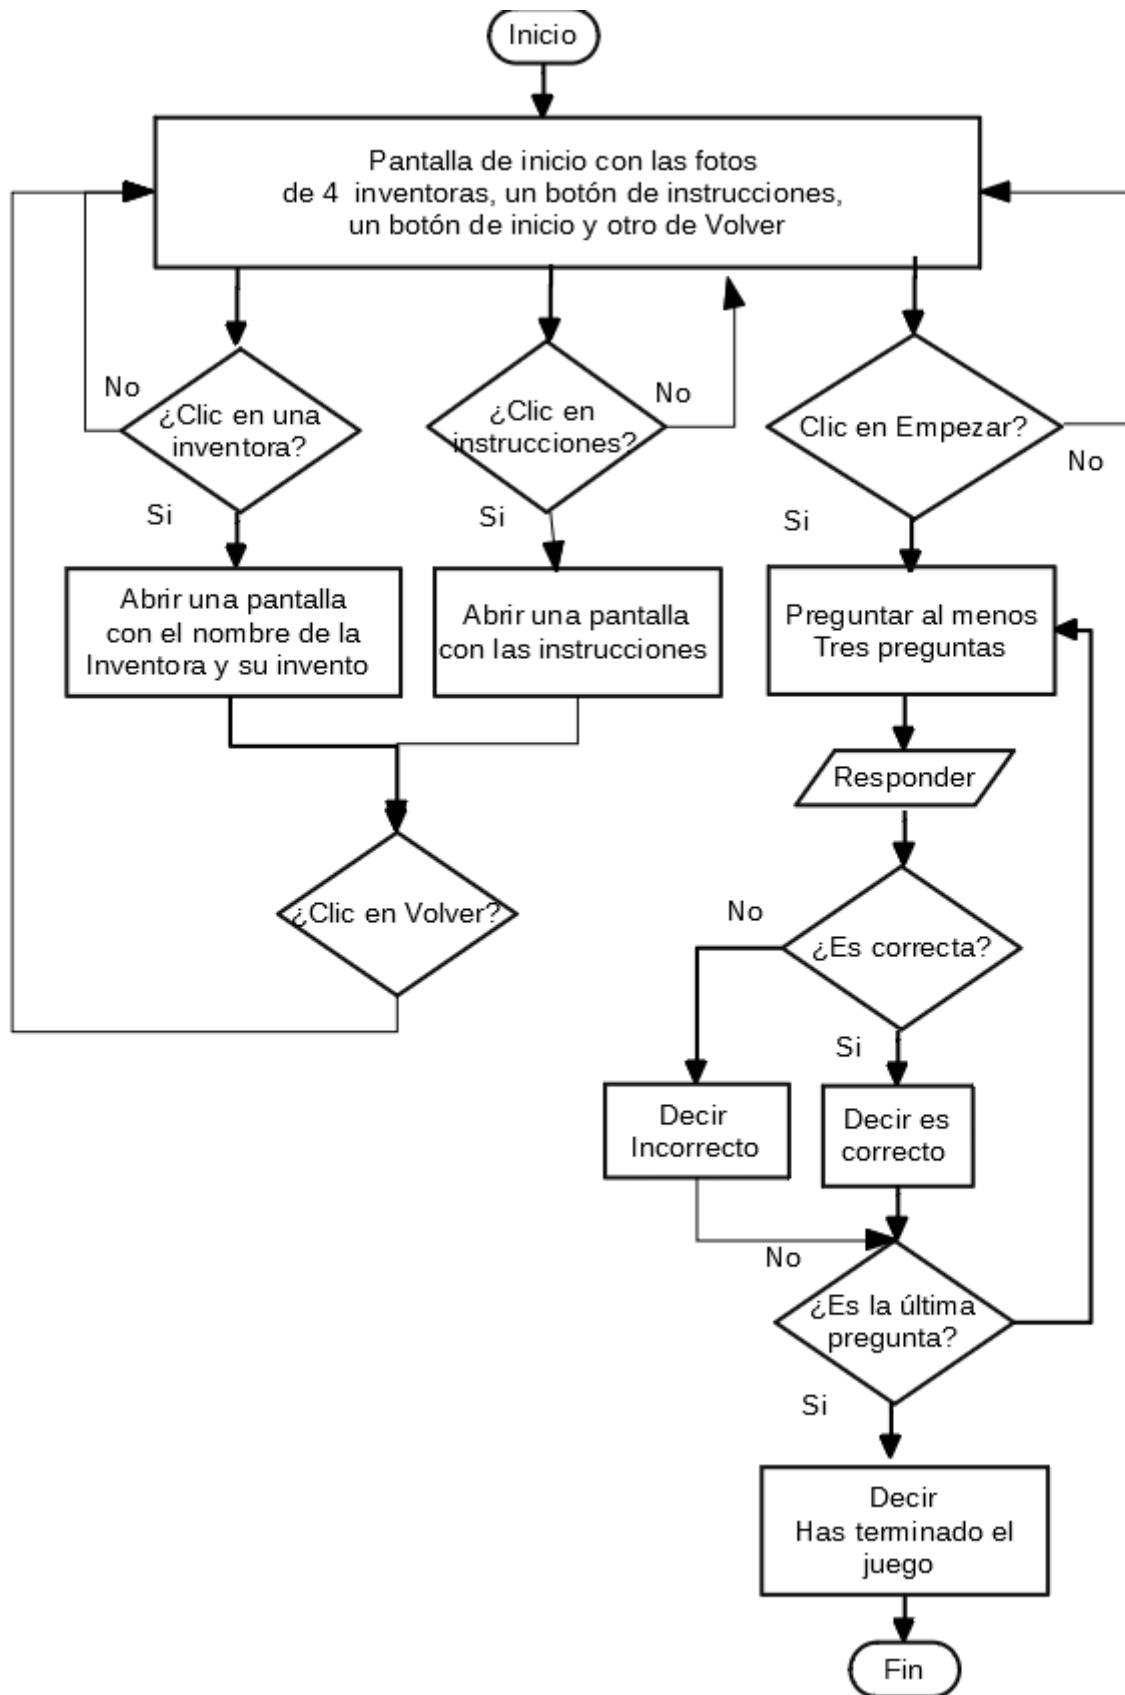 Inicio
Pantalla de inicio con las fotos
de 4 inventoras, un botón de instrucciones,
un botón de inicio y otro de Volver
No
¿Clic en una
inventora?
Si
¿Clic en
instrucciones?
No
Si
Clic en Empezar?
No
Si
Abrir una pantalla
con el nombre de la
Inventora y su invento
Abrir una pantalla
con las instrucciones
Preguntar al menos
Tres preguntas
Responder
¿Clic en Volver?
No
¿Es correcta?
Si
Decir
Incorrecto
Decir es
correcto
No
¿Es la última
pregunta?
Si
Decir
Has terminado el
juego
Fin